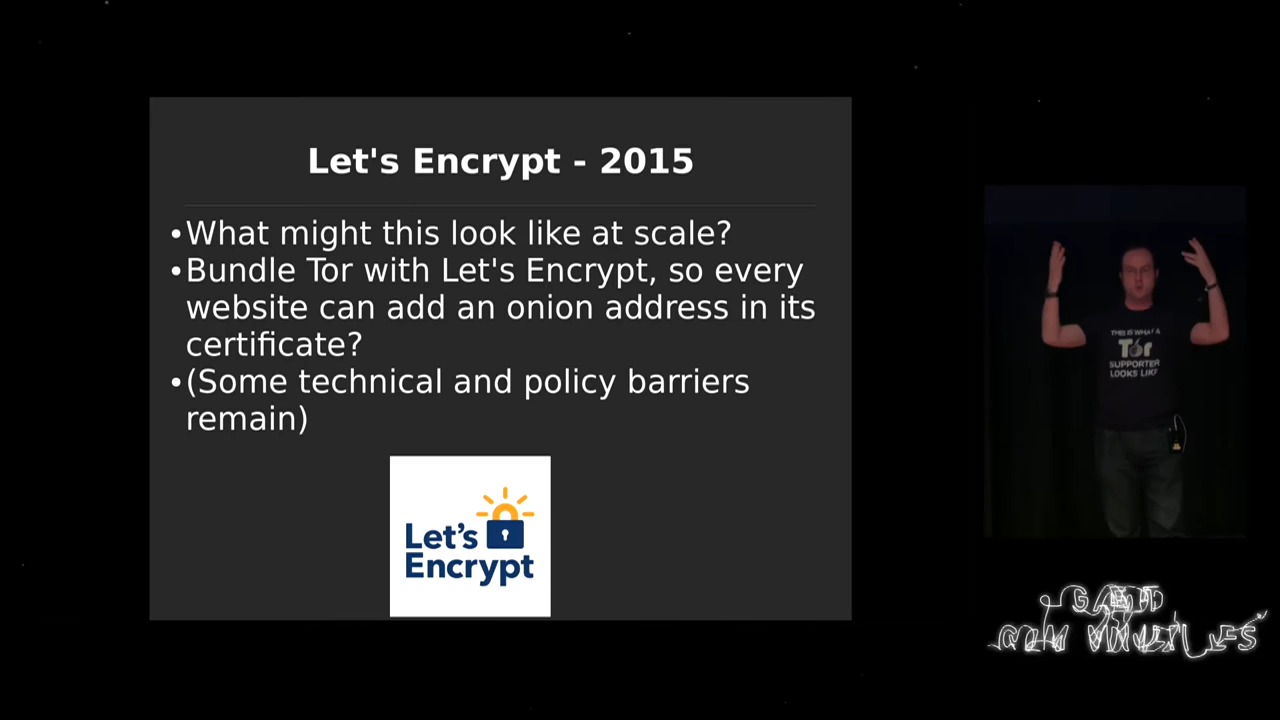 Let's Encrypt - 2015
•What might this look like at scale?
•Bundle Tor with Let's Encrypt, so every
website can add an onion address in its
certificate?
•(Some technical and policy barriers
remain)
Let's
Encrypt
THIS IS WHAT A
Tor
SUPPORTER
LOOKS LIKE